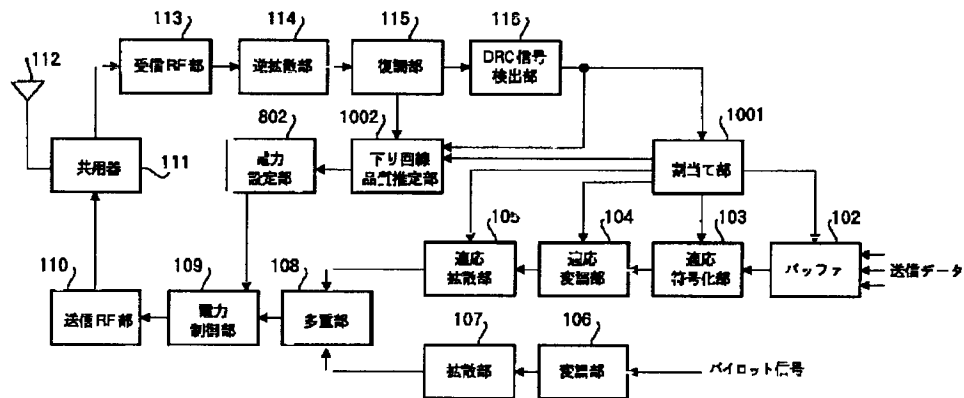 113
114
115
116
112
受信RF部
逆拡散部
復調部
DRC信号
検出部
802
1002
1001
共用器
111
電力
設定部
下り回線
品質推定部
割当て部
105
104
103
102
110
109
108
適応
拡散部
適応
変調部
適応
符号化部
バッファ
送信データ
送信RF部
電力
制御部
多重部
107
106
拡散部
変調部
パイロット信号